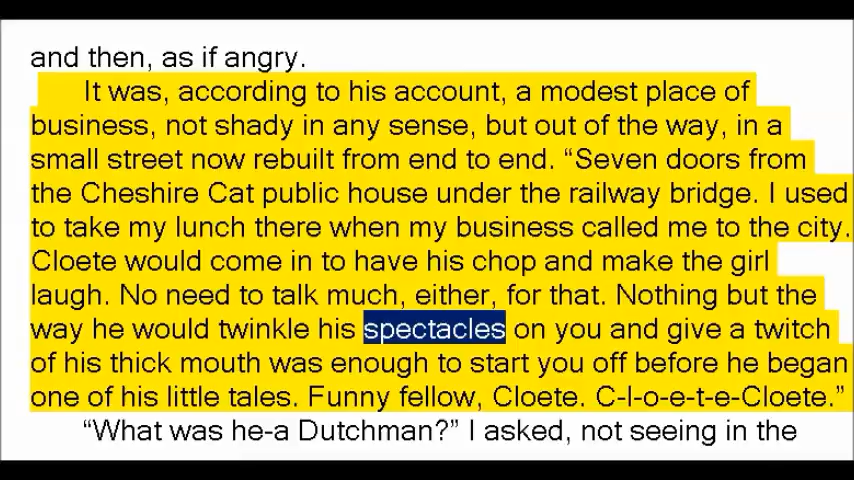 and then, as if angry.
It was, according to his account, a modest place of
business, not shady in any sense, but out of the way, in a
small street now rebuilt from end to end. “Seven doors from
the Cheshire Cat public house under the railway bridge. I used
to take my lunch there when my business called me to the city.
Cloete would come in to have his chop and make the girl
laugh. No need to talk much, either, for that. Nothing but the
way he would twinkle his spectacles on you and give a twitch
of his thick mouth was enough to start you off before he began
one of his little tales. Funny fellow, Cloete. C-l-o-e-t-e-Cloete.”
“What was he-a Dutchman?” I asked, not seeing in the